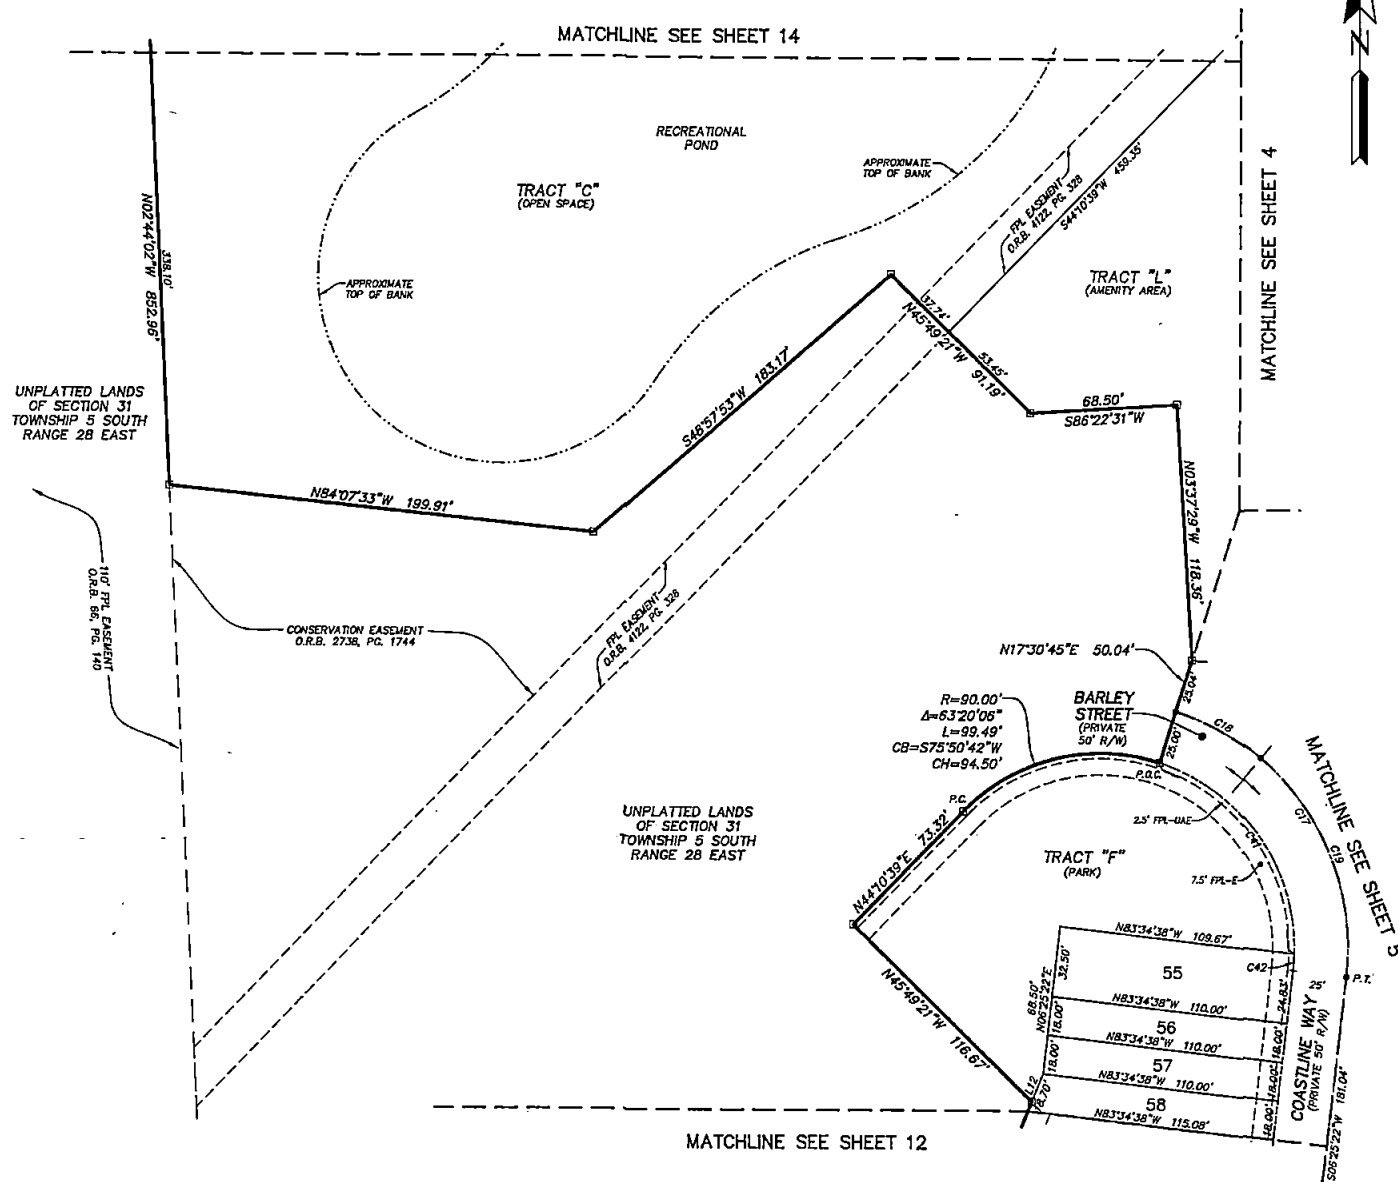 MATCHLINE SEE SHEET 14
N
RECREATIONAL
POND
APPROXIMATE
TOP OF BANK
TRACT "C"
(OPEN SPACE)
FPL EASEMENT
O.R.B. 4122, PG. 328
S44°10'39"W 459.35'
MATCHLINE SEE SHEET 4
N02°44'02"W 852.96'
338.10'
APPROXIMATE
TOP OF BANK
TRACT "L"
(AMENITY AREA)
37.74'
N45°49'21"W 91.19'
53.45'
S48°57'53"W 183.17'
UNPLATTED LANDS
OF SECTION 31
TOWNSHIP 5 SOUTH
RANGE 28 EAST
68.50'
S86°22'31"W
N84°07'33"W 199.91'
N03°37'29"W 118.36'
110' FPL EASEMENT
O.R.B. 66, PG. 140
CONSERVATION EASEMENT
O.R.B. 2738, PG. 1744
FPL EASEMENT
O.R.B. 4122, PG. 328
N17°30'45"E 50.04'
25.04'
R=90.00'
Δ=63°20'06"
L=99.49'
CB=S75°50'42"W
CH=94.50'
BARLEY
STREET
(PRIVATE
50' R/W)
25.00'
C18
P.O.C.
MATCHLINE SEE SHEET 5
P.C.
C17
C19
2.5' FPL-UAE
C41
UNPLATTED LANDS
OF SECTION 31
TOWNSHIP 5 SOUTH
RANGE 28 EAST
N44°10'39"E 73.32'
TRACT "F"
(PARK)
7.5' FPL-E
N83°34'38"W 109.67'
C42
P.T.
32.50'
55
68.50'
N06°25'22"E
24.83'
25'
N83°34'38"W 110.00'
N45°49'21"W 116.67'
18.00'
56
18.00'
N83°34'38"W 110.00'
18.00'
57
18.00'
N83°34'38"W 110.00'
COASTLINE WAY
(PRIVATE 50' R/W)
L12
18.70'
58
18.00'
N83°34'38"W 115.08'
S06°25'22"W 181.04'
MATCHLINE SEE SHEET 12